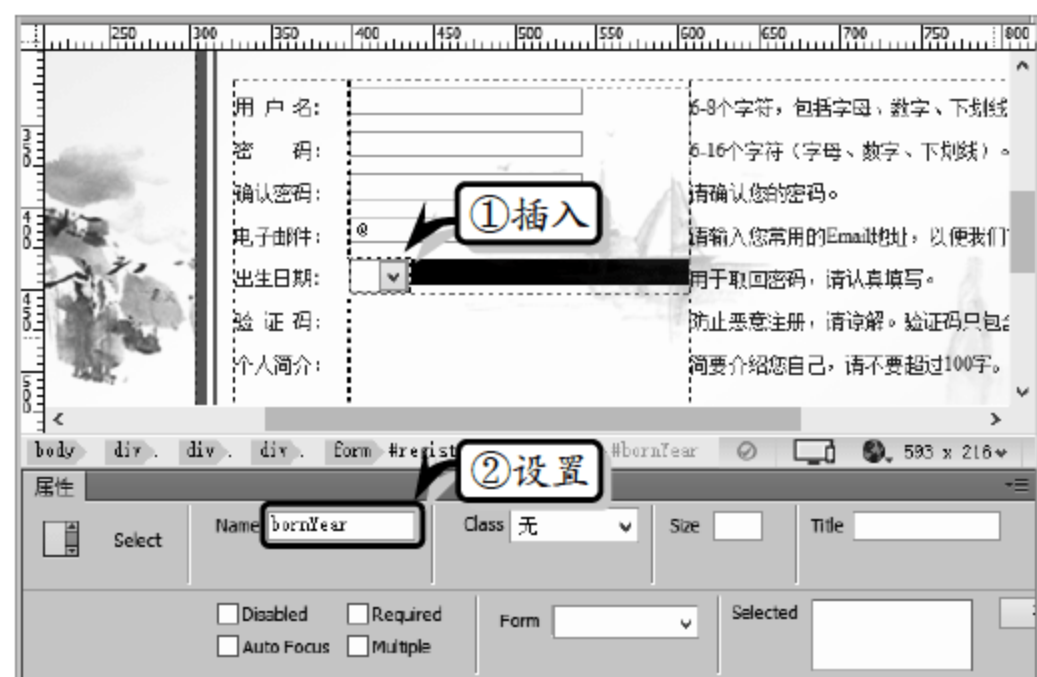 250 300 350 400 450 500 550 600 650 700 750 800
用 户 名:
6-8个字符，包括字母、数字、下划线
密 码:
6-16个字符（字母、数字、下划线）。
确认密码:
请确认您的密码。
①插入
电子邮件:
@
请输入您常用的Email地址，以便我们
出生日期:
用于取回密码，请认真填写。
验 证 码:
防止恶意注册，请谅解。验证码只包
个人简介:
简要介绍您自己，请不要超过100字。
body div. div. div. form #regist #bornYear 593 x 216
②设置
属性
Select
Name bornYear
Class 无
Size
Title
Disabled Required
Form
Selected
Auto Focus Multiple